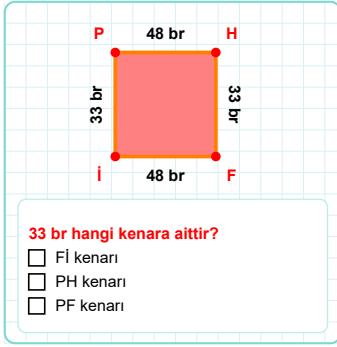 P 48 br H
33 br 33 br
İ 48 br F
33 br hangi kenara aittir?
Fİ kenarı
PH kenarı
PF kenarı